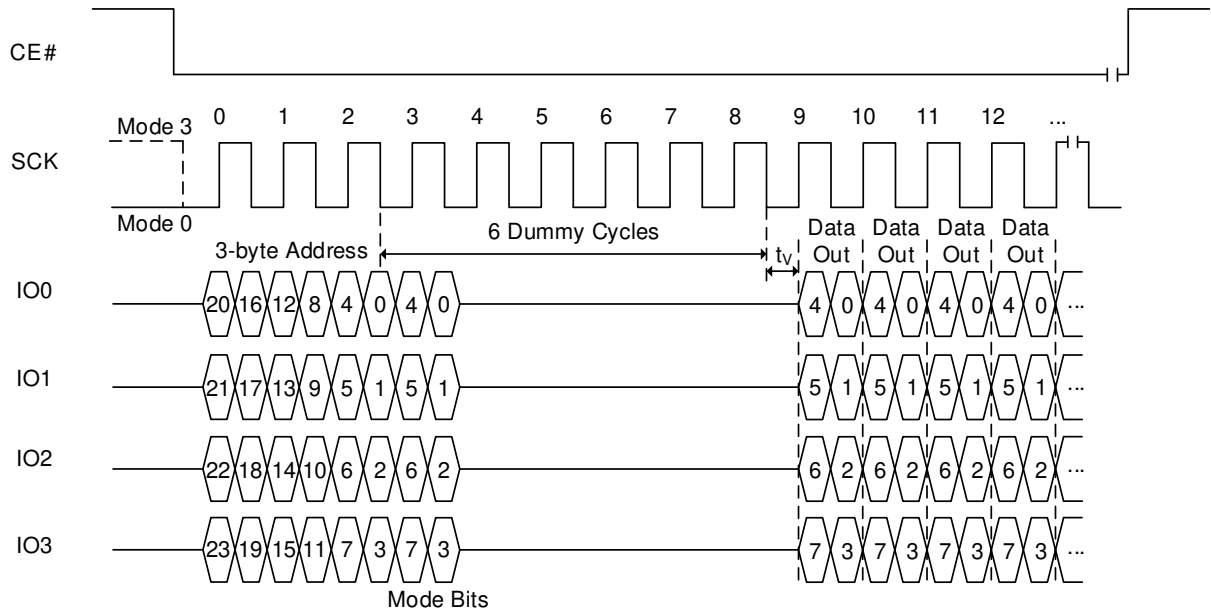 CE#
0 1 2 3 4 5 6 7 8 9 10 11 12 ...
Mode 3
SCK
Mode 0
6 Dummy Cycles
Data Out Data Out Data Out Data Out
3-byte Address
tV
IO0 20 16 12 8 4 0 4 0 4 0 4 0 4 0 4 0 ...
IO1 21 17 13 9 5 1 5 1 5 1 5 1 5 1 5 1 ...
IO2 22 18 14 10 6 2 6 2 6 2 6 2 6 2 6 2 ...
IO3 23 19 15 11 7 3 7 3 7 3 7 3 7 3 7 3 ...
Mode Bits